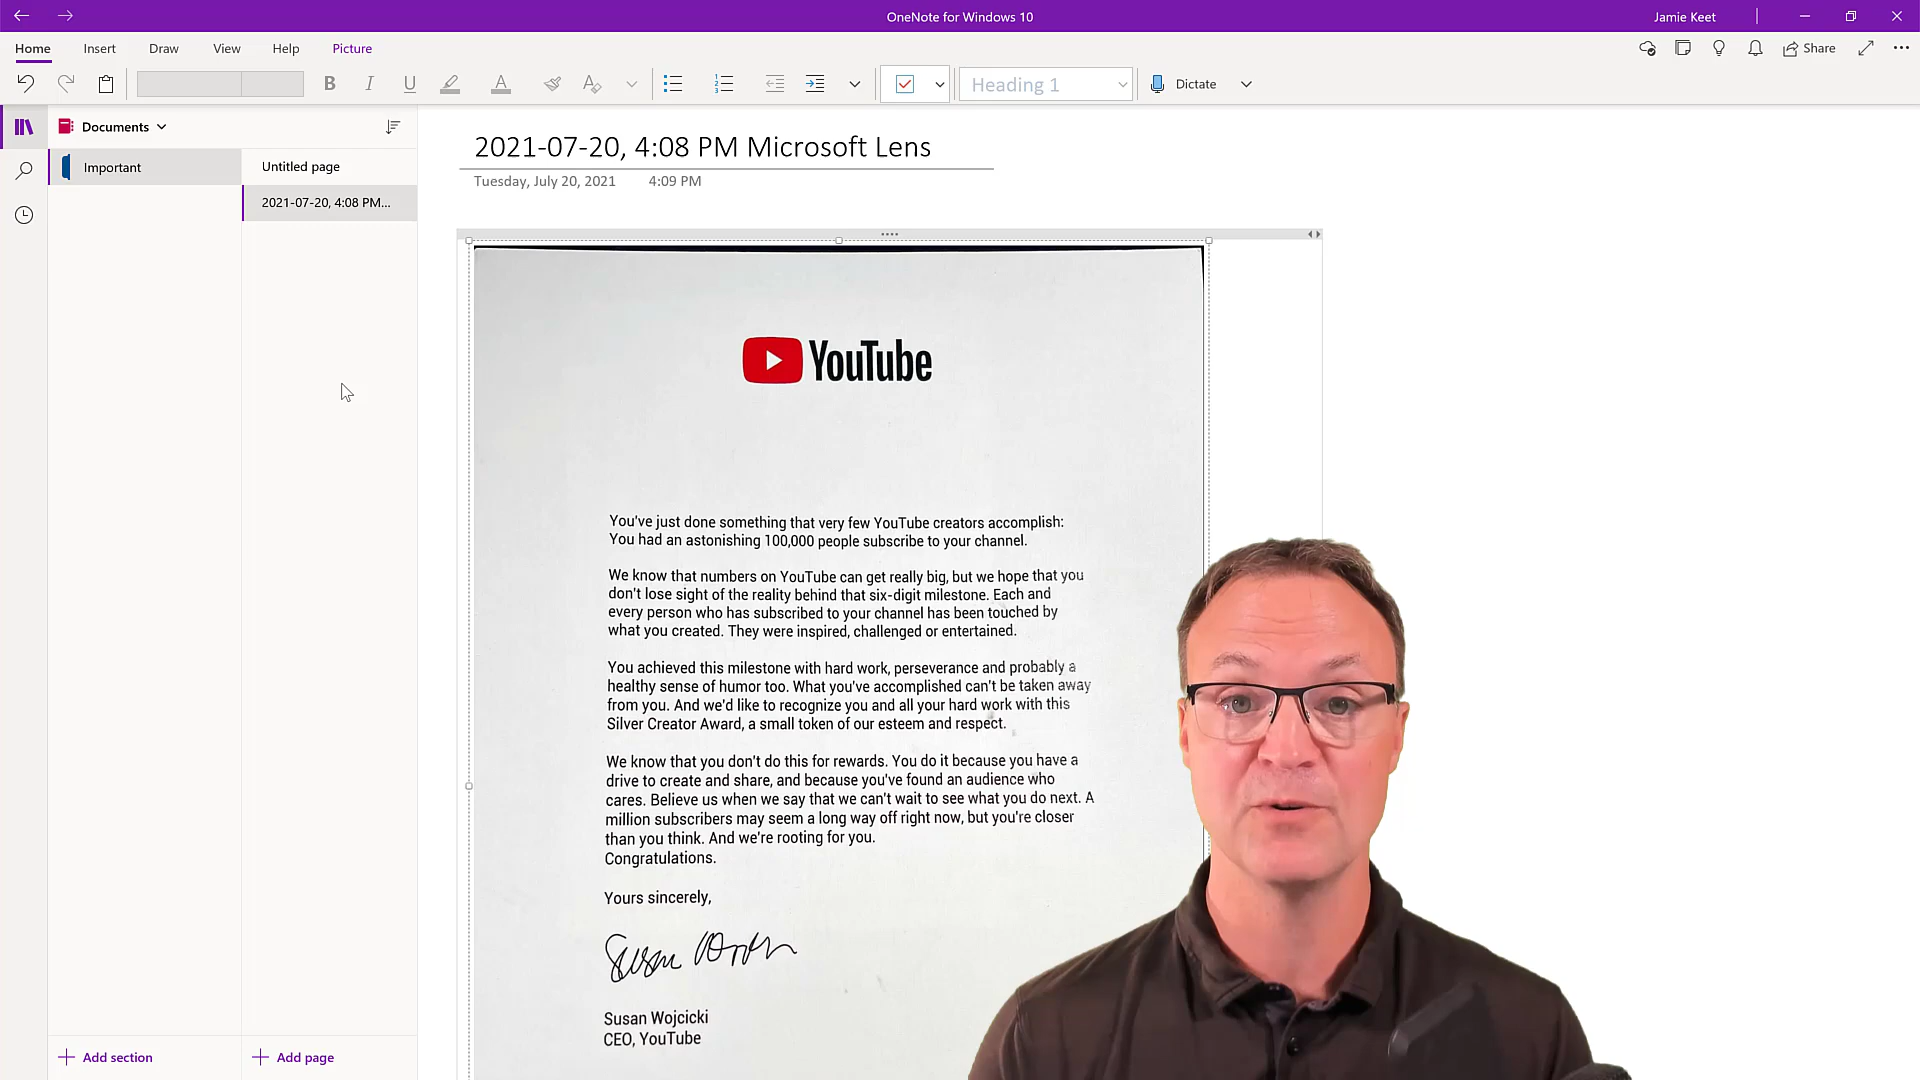 OneNote for Windows 10
Jamie Keet
Home Insert Draw View Help Picture
Share
B I U A
Heading 1
Dictate
Documents
Important
Untitled page
2021-07-20, 4:08 PM...
Add section
Add page
2021-07-20, 4:08 PM Microsoft Lens
Tuesday, July 20, 2021 4:09 PM
YouTube
You've just done something that very few YouTube creators accomplish:
You had an astonishing 100,000 people subscribe to your channel.
We know that numbers on YouTube can get really big, but we hope that you
don't lose sight of the reality behind that six-digit milestone. Each and
every person who has subscribed to your channel has been touched by
what you created. They were inspired, challenged or entertained.
You achieved this milestone with hard work, perseverance and probably a
healthy sense of humor too. What you've accomplished can't be taken away
from you. And we'd like to recognize you and all your hard work with this
Silver Creator Award, a small token of our esteem and respect.
We know that you don't do this for rewards. You do it because you have a
drive to create and share, and because you've found an audience who
cares. Believe us when we say that we can't wait to see what you do next. A
million subscribers may seem a long way off right now, but you're closer
than you think. And we're rooting for you.
Congratulations.
Yours sincerely,
Susan Wojcicki
CEO, YouTube